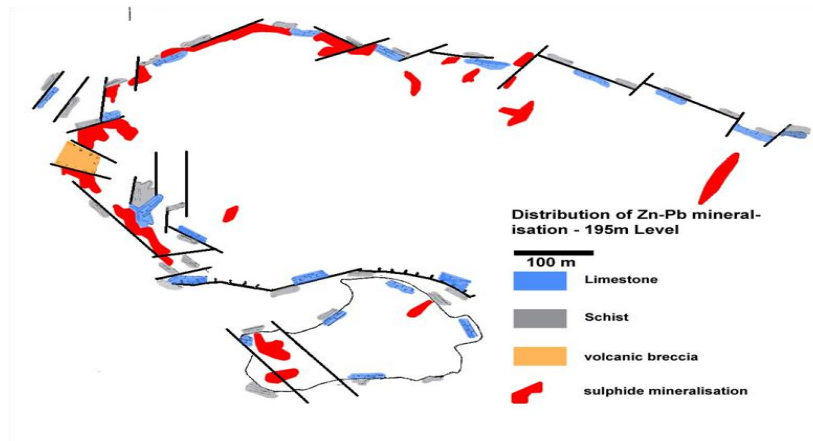 Distribution of Zn-Pb mineral-
isation - 195m Level
100 m
Limestone
Schist
volcanic breccia
sulphide mineralisation